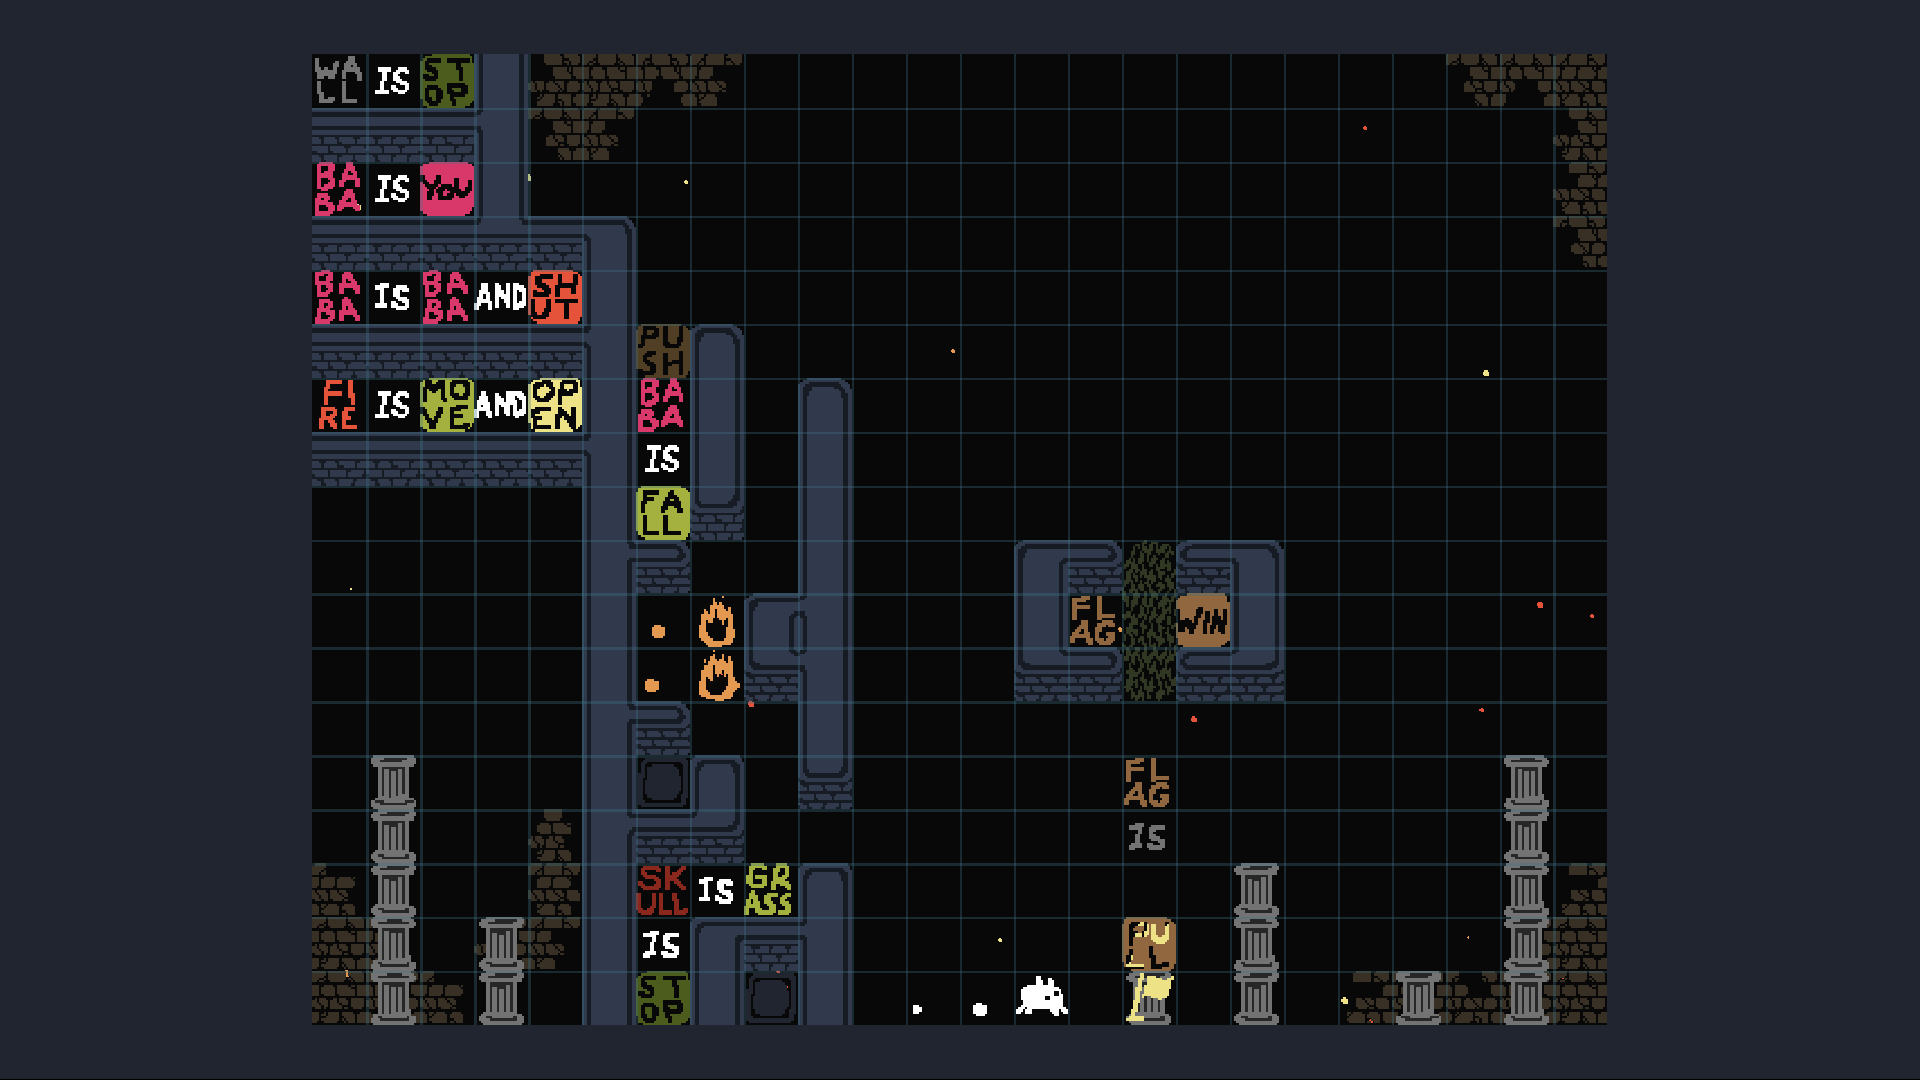 WALL IS STOP
BABA IS YOU
BABA IS BABA AND SHUT
PUSH
FIRE IS MOVE AND OPEN
BABA
IS
FALL
FLAG WIN
FLAG
IS
SKULL IS GRASS
IS
STOP